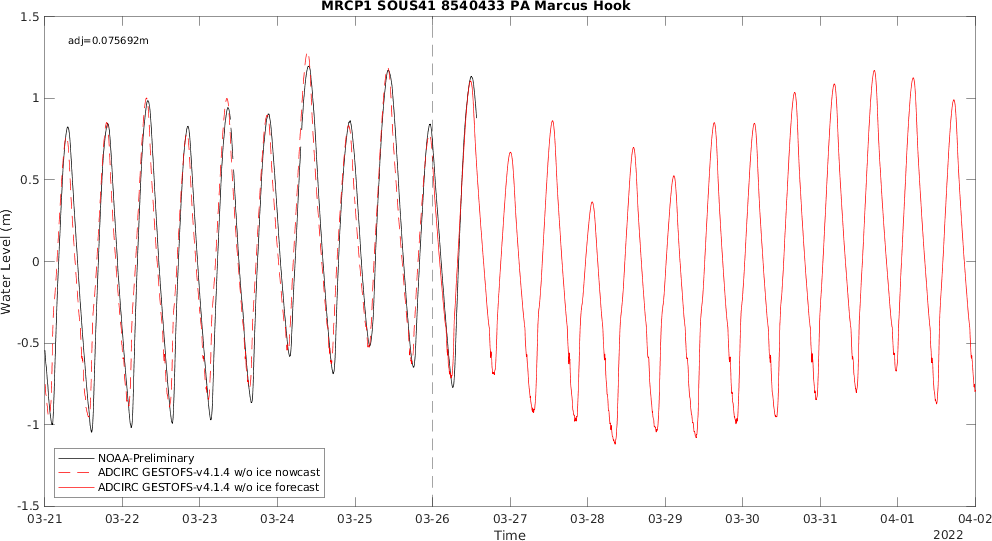 MRCP1 SOUS41 8540433 PA Marcus Hook
adj=0.075692m
1.5
1
0.5
0
-0.5
-1
-1.5
Water Level (m)
NOAA-Preliminary
ADCIRC GESTOFS-v4.1.4 w/o ice nowcast
ADCIRC GESTOFS-v4.1.4 w/o ice forecast
03-21 03-22 03-23 03-24 03-25 03-26 03-27 03-28 03-29 03-30 03-31 04-01 04-02
Time
2022